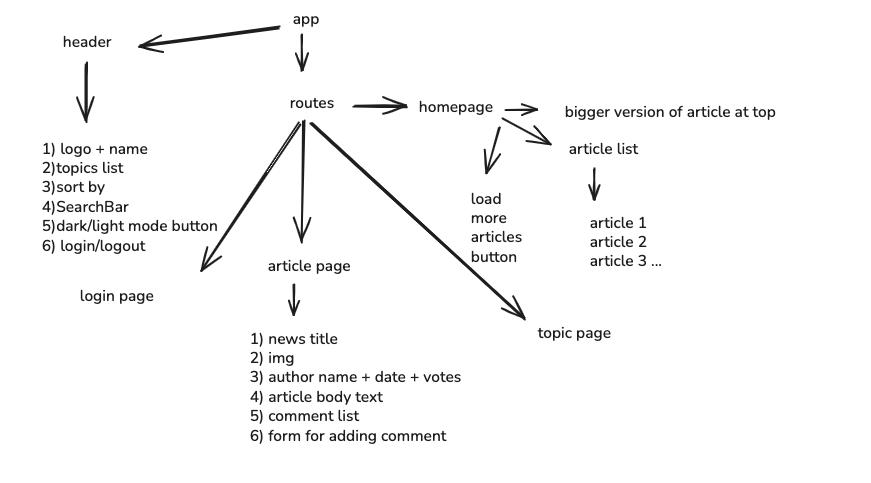 app
header
routes
homepage
bigger version of article at top
article list
1) logo + name
2)topics list
3)sort by
4)SearchBar
5)dark/light mode button
6) login/logout
load
more
articles
button
article 1
article 2
article 3 ...
article page
login page
topic page
1) news title
2) img
3) author name + date + votes
4) article body text
5) comment list
6) form for adding comment